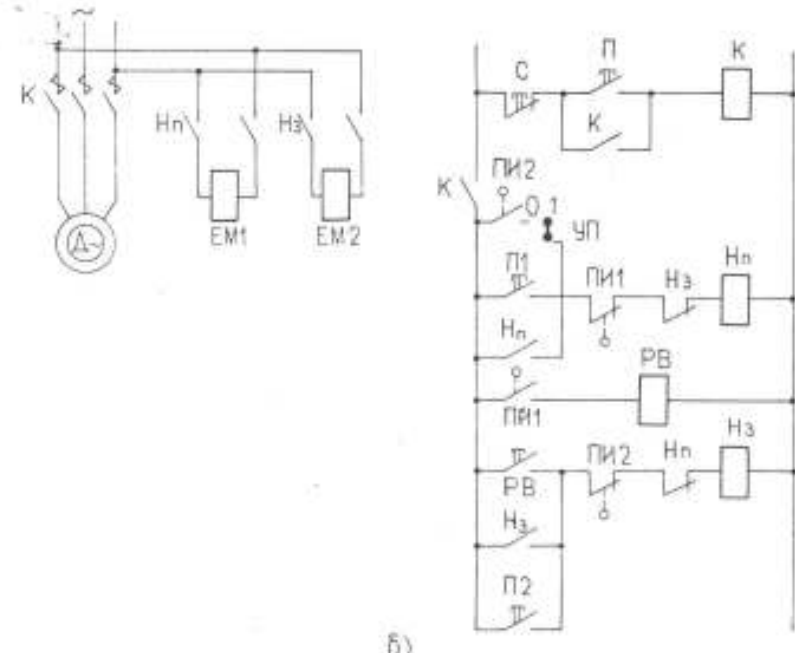 ~
K
Нп
Нз
Д~
ЕМ1
ЕМ2
С
П
К
К
К
ПИ2
0 1
УП
П1
ПИ1
Нз
Нп
Нп
РВ
ПИ1
РВ
ПИ2
Нп
Нз
Нз
П2
б)